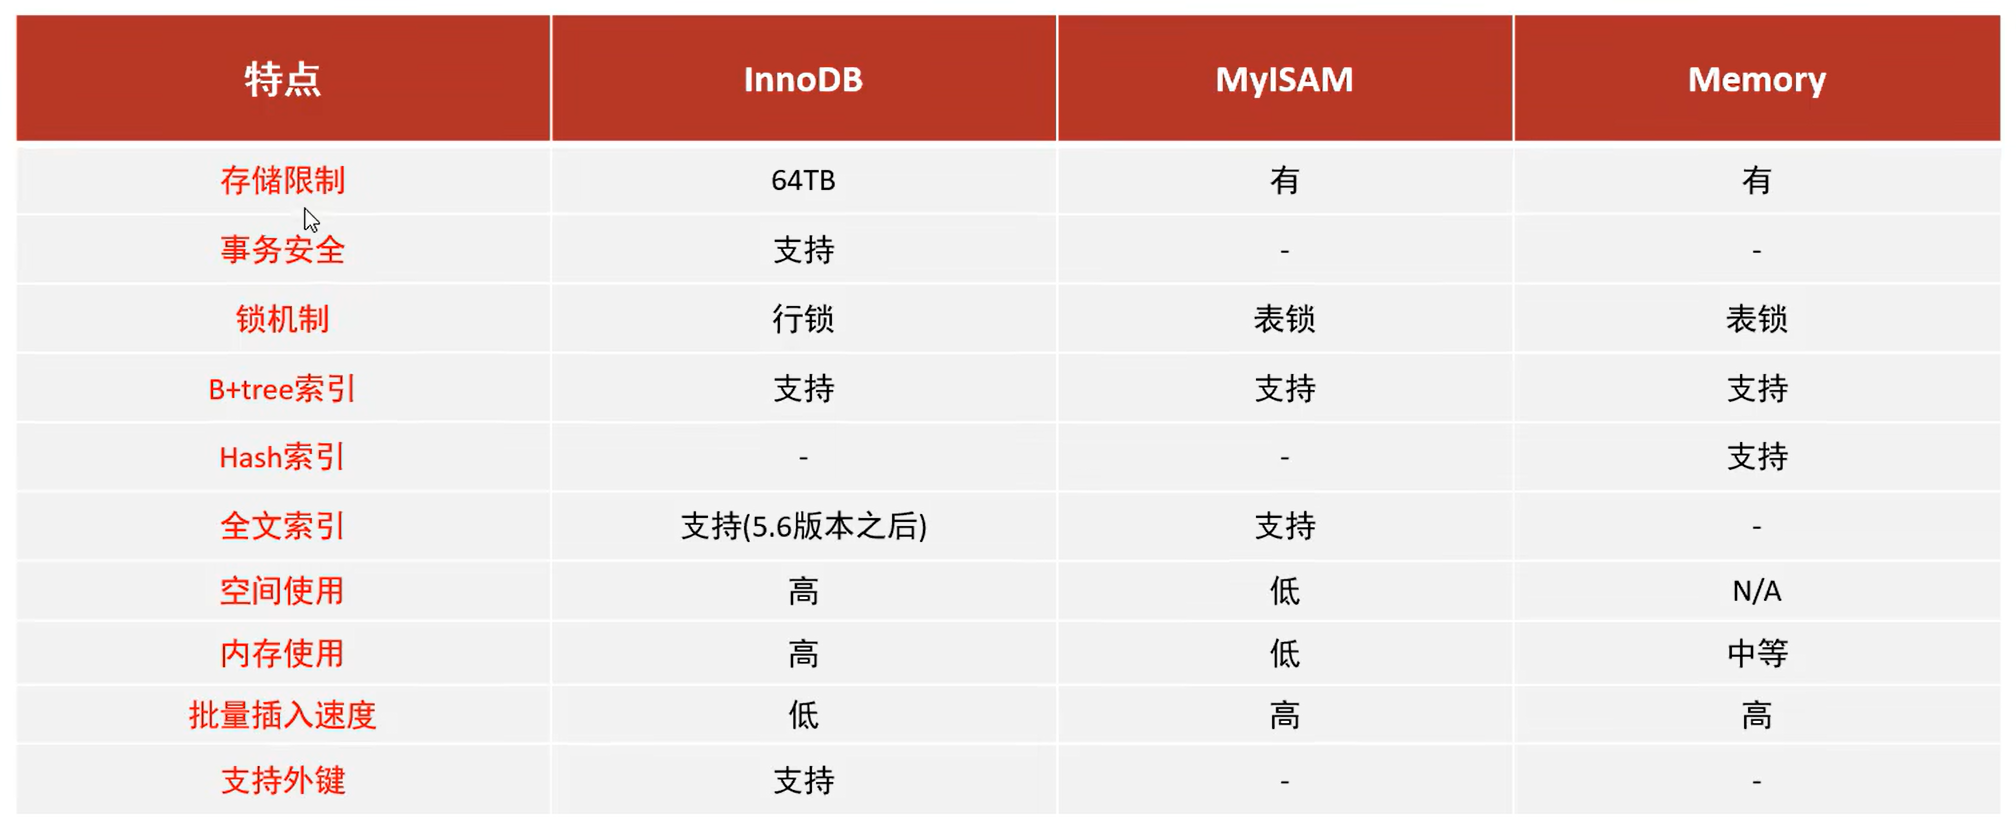 特点 InnoDB MyISAM Memory
存储限制 64TB 有 有
事务安全 支持 - -
锁机制 行锁 表锁 表锁
B+tree索引 支持 支持 支持
Hash索引 - - 支持
全文索引 支持(5.6版本之后) 支持 -
空间使用 高 低 N/A
内存使用 高 低 中等
批量插入速度 低 高 高
支持外键 支持 - -